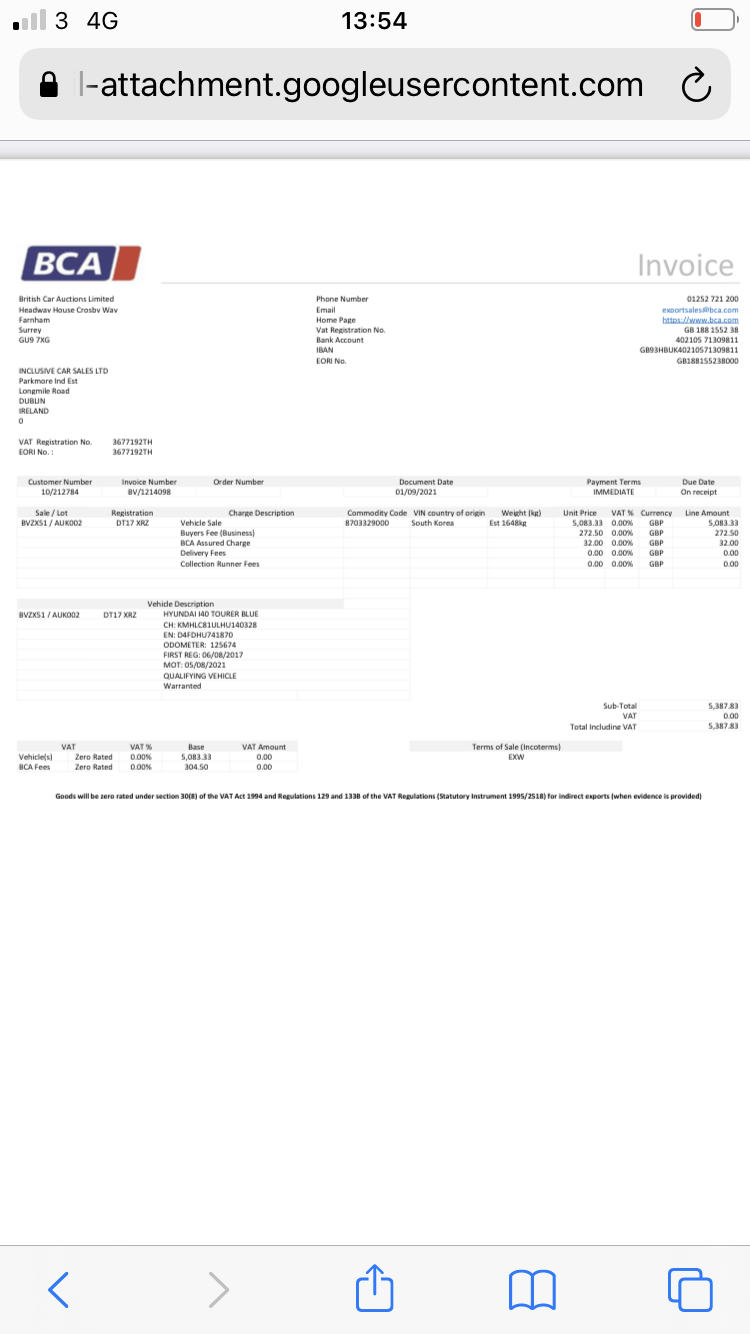 3 4G 13:54
l-attachment.googleusercontent.com
BCA
Invoice
British Car Auctions Limited
Headway House Crosby Way
Farnham
Surrey
GU9 7XG
Phone Number 01252 721 200
Email exportsales@bca.com
Home Page https://www.bca.com
Vat Registration No. GB 188 1552 38
Bank Account 402105 71309811
IBAN GB93HBUK40210571309811
EORI No. GB188155238000
INCLUSIVE CAR SALES LTD
Parkmore Ind Est
Longmile Road
DUBLIN
IRELAND
0
VAT Registration No. 3677192TH
EORI No. : 3677192TH
Customer Number Invoice Number Order Number Document Date Payment Terms Due Date
10/212784 BV/1214098 01/09/2021 IMMEDIATE On receipt
Sale / Lot Registration Charge Description Commodity Code VIN country of origin Weight (kg) Unit Price VAT % Currency Line Amount
BVZXS1 / AUK002 DT17 XRZ Vehicle Sale 8703329000 South Korea Est 1648kg 5,083.33 0.00% GBP 5,083.33
Buyers Fee (Business) 272.50 0.00% GBP 272.50
BCA Assured Charge 32.00 0.00% GBP 32.00
Delivery Fees 0.00 0.00% GBP 0.00
Collection Runner Fees 0.00 0.00% GBP 0.00
Vehicle Description
BVZXS1 / AUK002 DT17 XRZ HYUNDAI I40 TOURER BLUE
CH: KMHLC81ULHU140328
EN: D4FDHU741870
ODOMETER: 125674
FIRST REG: 06/08/2017
MOT: 05/08/2021
QUALIFYING VEHICLE
Warranted
Sub-Total 5,387.83
VAT 0.00
Total Including VAT 5,387.83
VAT VAT % Base VAT Amount
Vehicle(s) Zero Rated 0.00% 5,083.33 0.00
BCA Fees Zero Rated 0.00% 304.50 0.00
Terms of Sale (Incoterms)
EXW
Goods will be zero rated under section 30(8) of the VAT Act 1994 and Regulations 129 and 133B of the VAT Regulations (Statutory Instrument 1995/2518) for indirect exports (when evidence is provided)